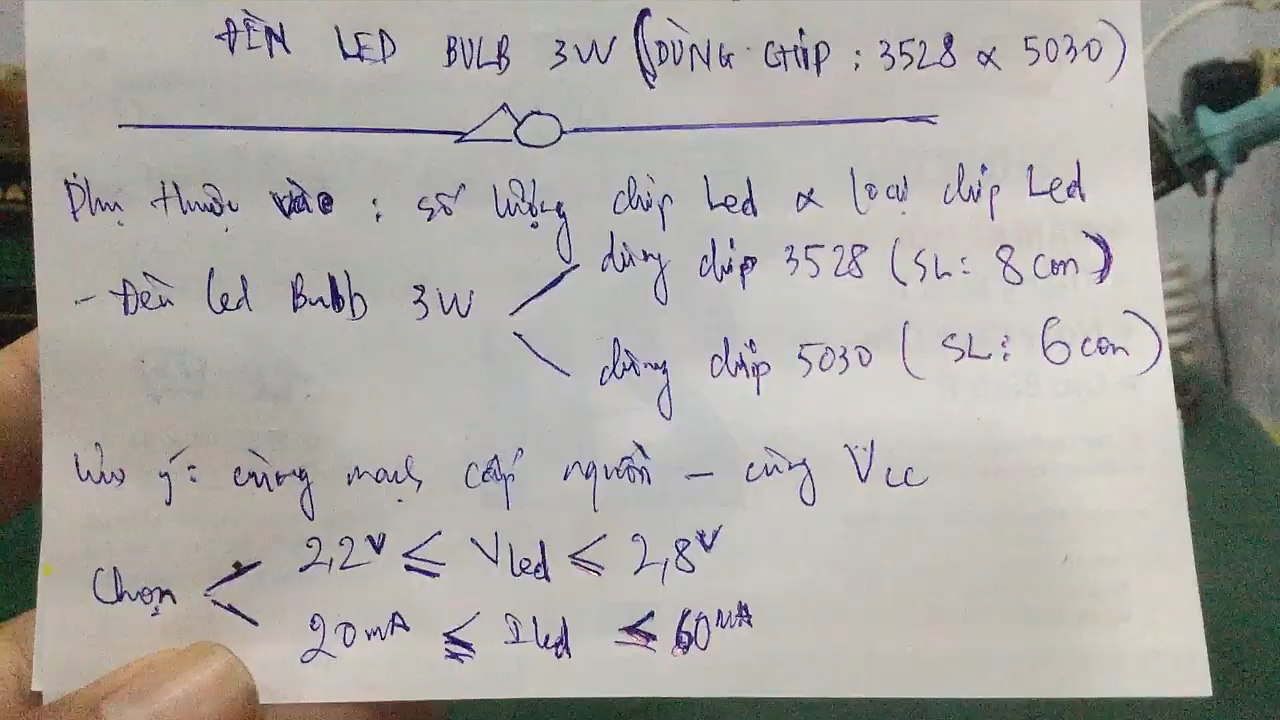 ĐÈN LED BULB 3W (DÙNG CHIP : 3528 & 5030)
Phụ thuộc vào : số lượng chip Led & loại chip Led
dùng chip 3528 (SL: 8 con)
- Đèn led Bubb 3W
dùng chip 5030 ( SL: 6 con)
Lưu ý: cùng mạch cấp nguồn - cùng Vcc
2,2V ≤ Vled ≤ 2,8V
Chọn
20mA ≤ Iled ≤ 60mA